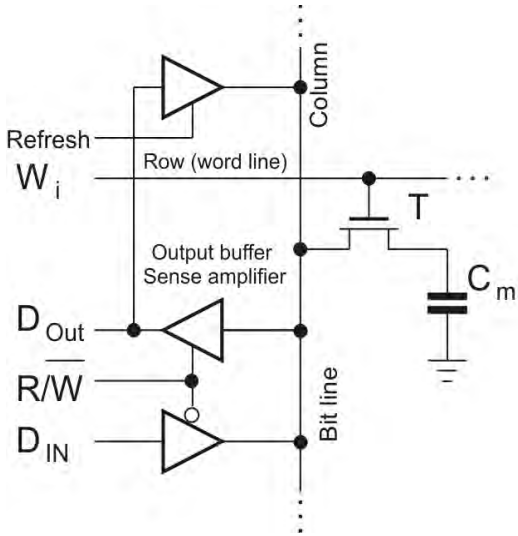 Column
Refresh
Row (word line)
W i
T
Output buffer
Sense amplifier
C m
D Out
R/W̅
D IN
Bit line